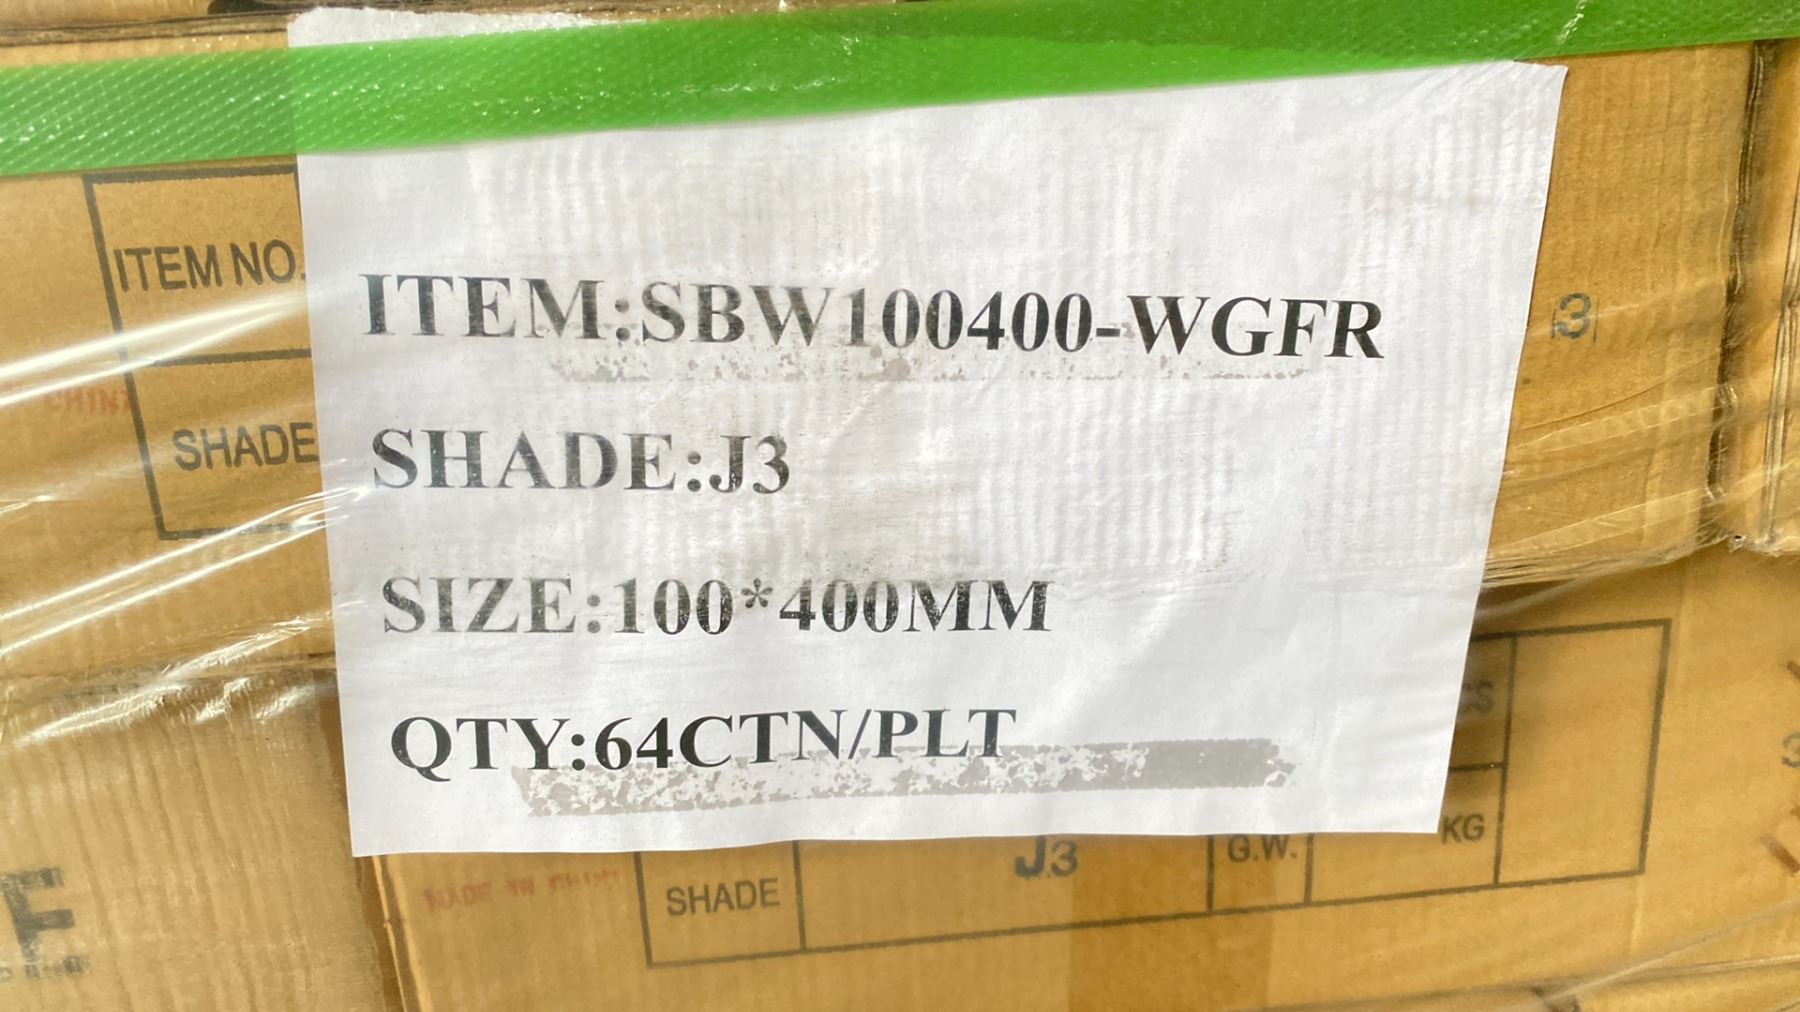 ITEM NO.
ITEM:SBW100400-WGFR
3
SHADE
SHADE:J3
SIZE:100*400MM
QTY:64CTN/PLT
KG
J3
G.W.
SHADE
MADE IN CHINA